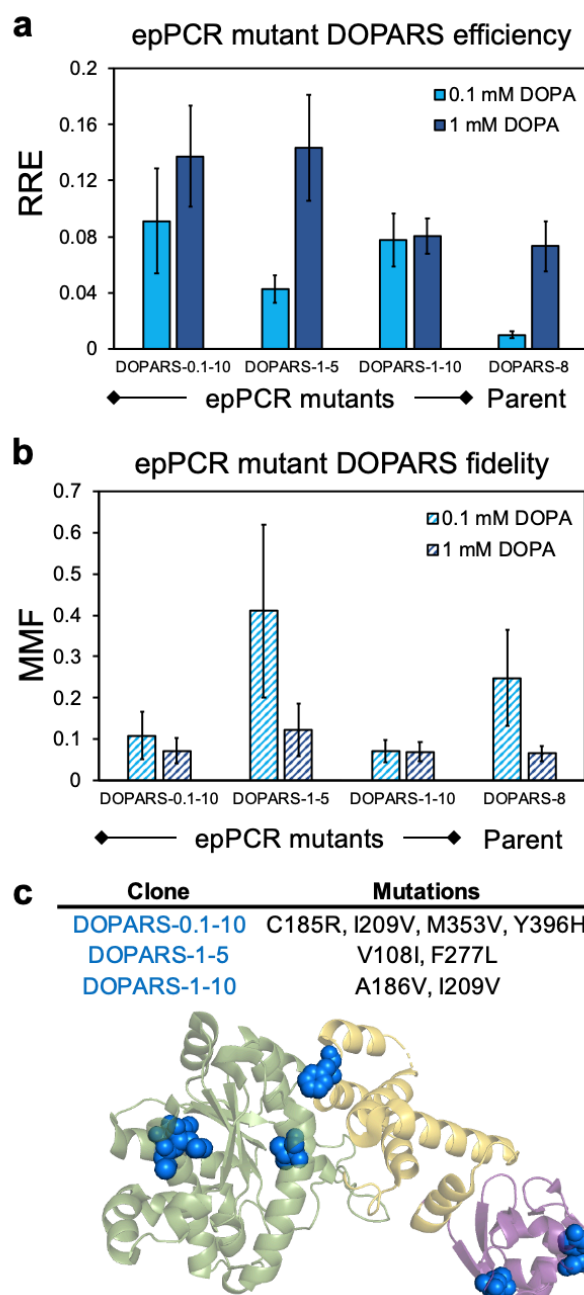 a
epPCR mutant DOPARS efficiency
RRE
0.2
0.16
0.12
0.08
0.04
0
0.1 mM DOPA
1 mM DOPA
DOPARS-0.1-10 DOPARS-1-5 DOPARS-1-10 DOPARS-8
epPCR mutants Parent
b
epPCR mutant DOPARS fidelity
MMF
0.7
0.6
0.5
0.4
0.3
0.2
0.1
0
0.1 mM DOPA
1 mM DOPA
DOPARS-0.1-10 DOPARS-1-5 DOPARS-1-10 DOPARS-8
epPCR mutants Parent
c
Clone Mutations
DOPARS-0.1-10 C185R, I209V, M353V, Y396H
DOPARS-1-5 V108I, F277L
DOPARS-1-10 A186V, I209V